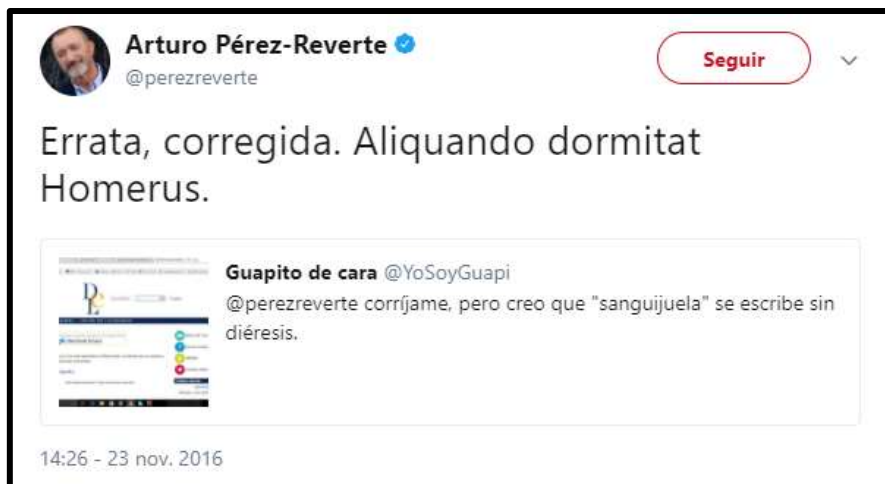 Arturo Pérez-Reverte
@perezreverte
Seguir
Errata, corregida. Aliquando dormitat
Homerus.
Guapito de cara @YoSoyGuapi
@perezreverte corríjame, pero creo que "sanguijuela" se escribe sin
diéresis.
14:26 - 23 nov. 2016